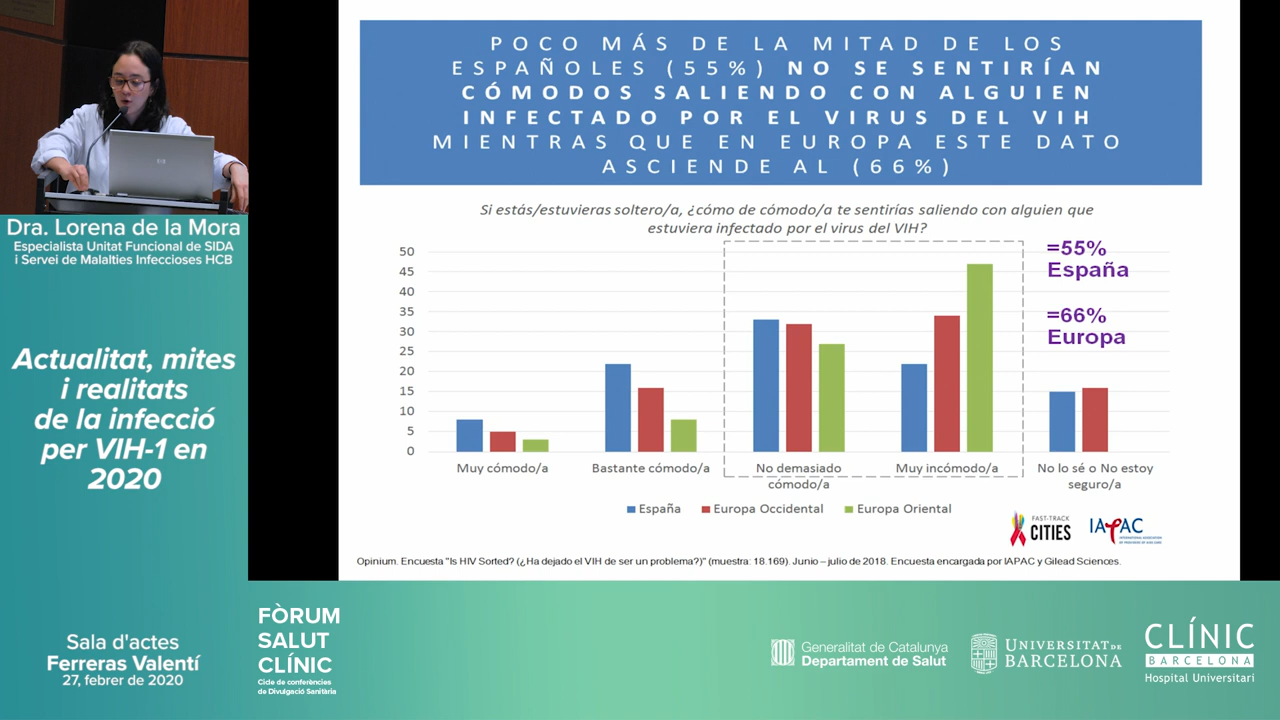 POCO MÁS DE LA MITAD DE LOS
ESPAÑOLES (55%) NO SE SENTIRÍAN
CÓMODOS SALIENDO CON ALGUIEN
INFECTADO POR EL VIRUS DEL VIH
MIENTRAS QUE EN EUROPA ESTE DATO
ASCIENDE AL (66%)
Si estás/estuvieras soltero/a, ¿cómo de cómodo/a te sentirías saliendo con alguien que
estuviera infectado por el virus del VIH?
50
45
40
35
30
25
20
15
10
5
0
=55%
España
=66%
Europa
Muy cómodo/a
Bastante cómodo/a
No demasiado
cómodo/a
Muy incómodo/a
No lo sé o No estoy
seguro/a
España
Europa Occidental
Europa Oriental
FAST-TRACK
CITIES
IAPAC
Opinium. Encuesta "Is HIV Sorted? (¿Ha dejado el VIH de ser un problema?)" (muestra: 18.169). Junio – julio de 2018. Encuesta encargada por IAPAC y Gilead Sciences.
Dra. Lorena de la Mora
Especialista Unitat Funcional de SIDA
i Servei de Malalties Infeccioses HCB
Actualitat, mites
i realitats
de la infecció
per VIH-1 en
2020
Sala d'actes
Ferreras Valentí
27, febrer de 2020
FÒRUM
SALUT
CLÍNIC
Cicle de conferències
de Divulgació Sanitària
Generalitat de Catalunya
Departament de Salut
UNIVERSITAT DE
BARCELONA
CLÍNIC
BARCELONA
Hospital Universitari